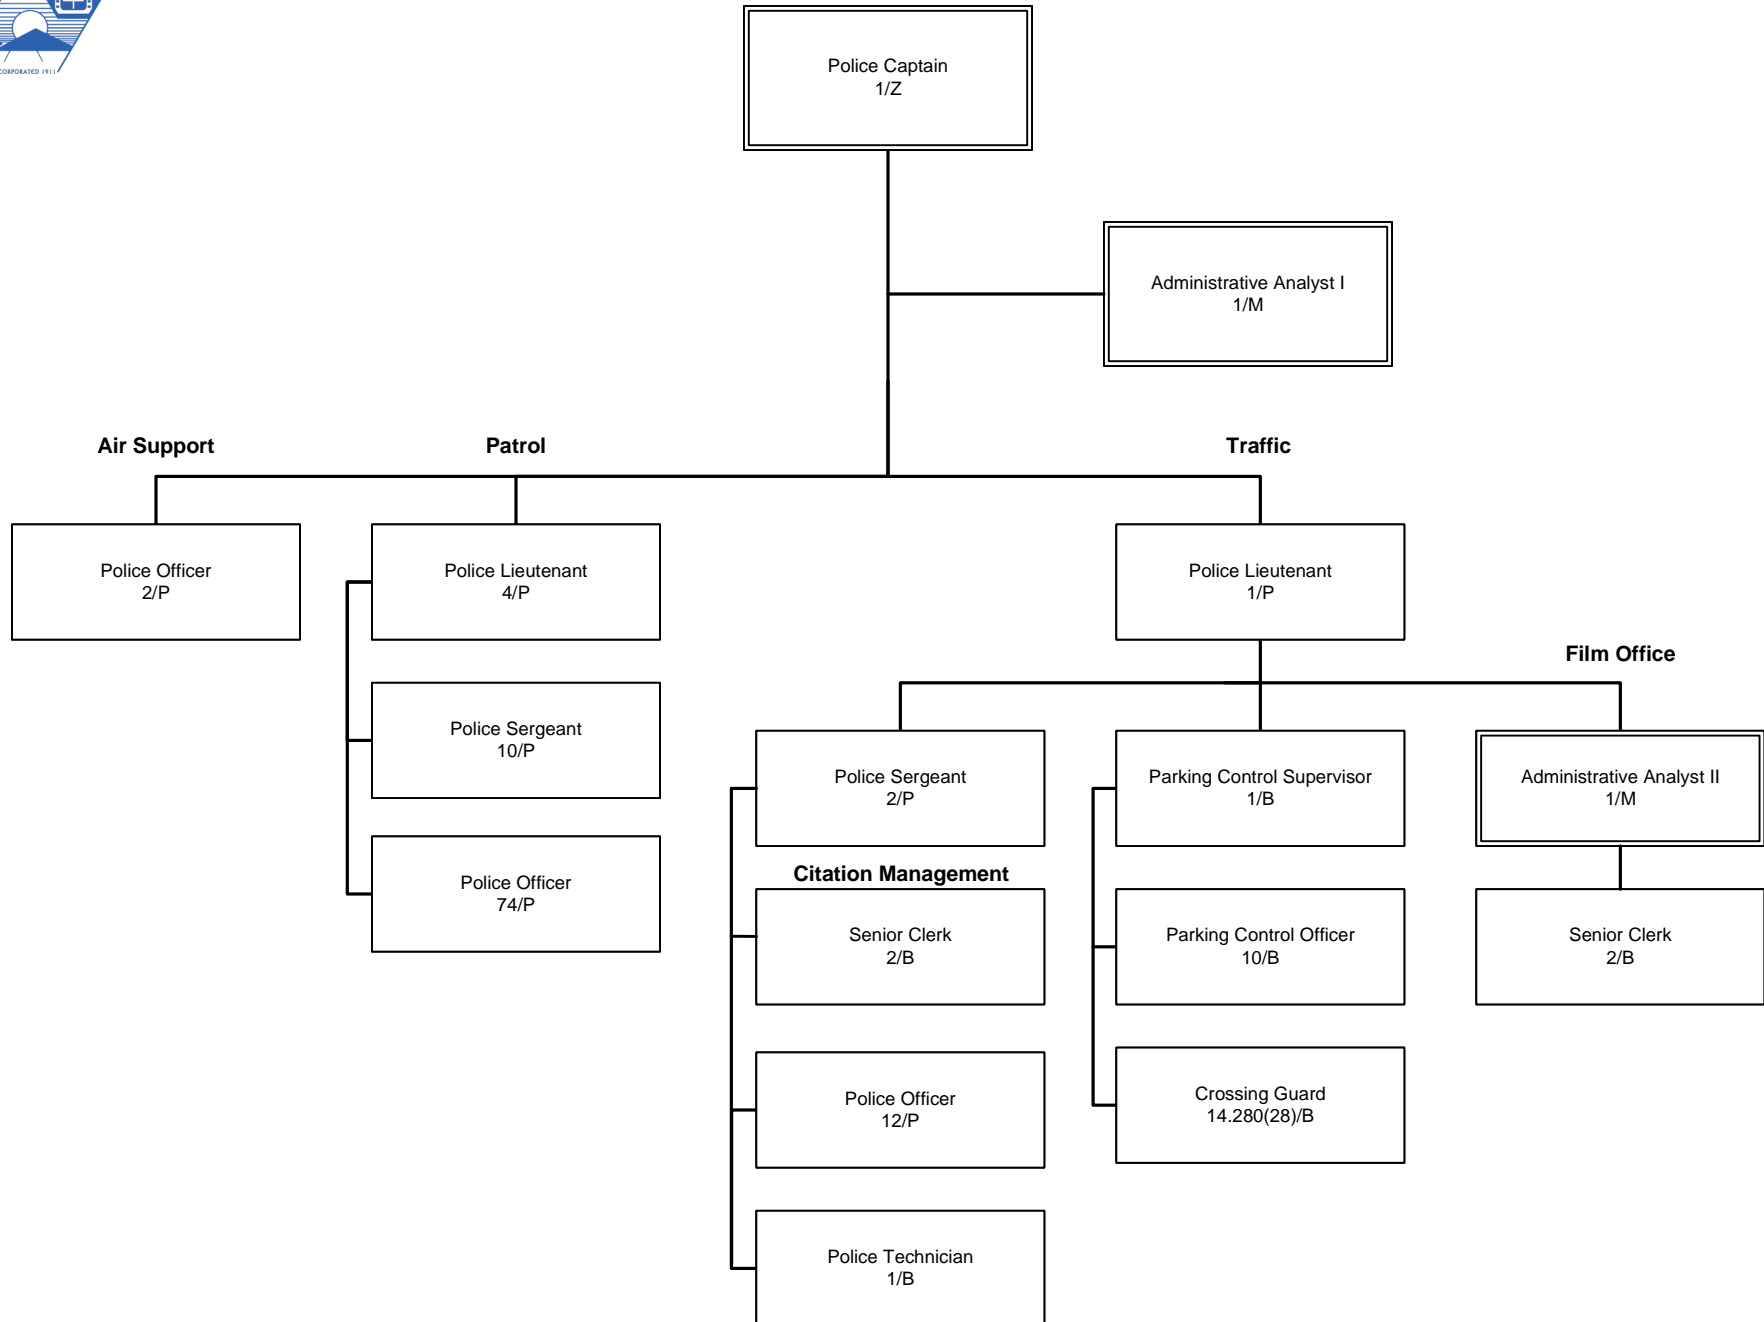 CORPORATED 1911
Police Captain
1/Z
Administrative Analyst I
1/M
Air Support
Patrol
Traffic
Police Officer
2/P
Police Lieutenant
4/P
Police Lieutenant
1/P
Film Office
Police Sergeant
10/P
Police Sergeant
2/P
Parking Control Supervisor
1/B
Administrative Analyst II
1/M
Police Officer
74/P
Citation Management
Senior Clerk
2/B
Parking Control Officer
10/B
Senior Clerk
2/B
Police Officer
12/P
Crossing Guard
14.280(28)/B
Police Technician
1/B